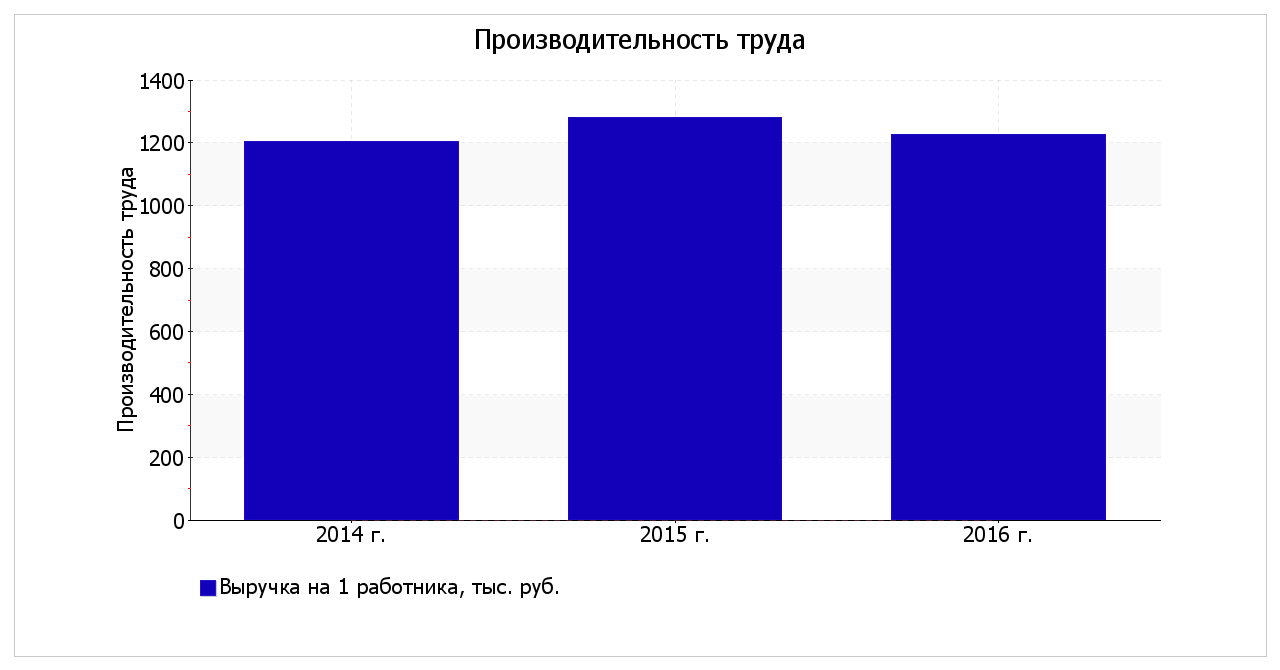 Производительность труда
1400
1200
1000
800
600
400
200
0
Производительность труда
2014 г.
2015 г.
2016 г.
Выручка на 1 работника, тыс. руб.